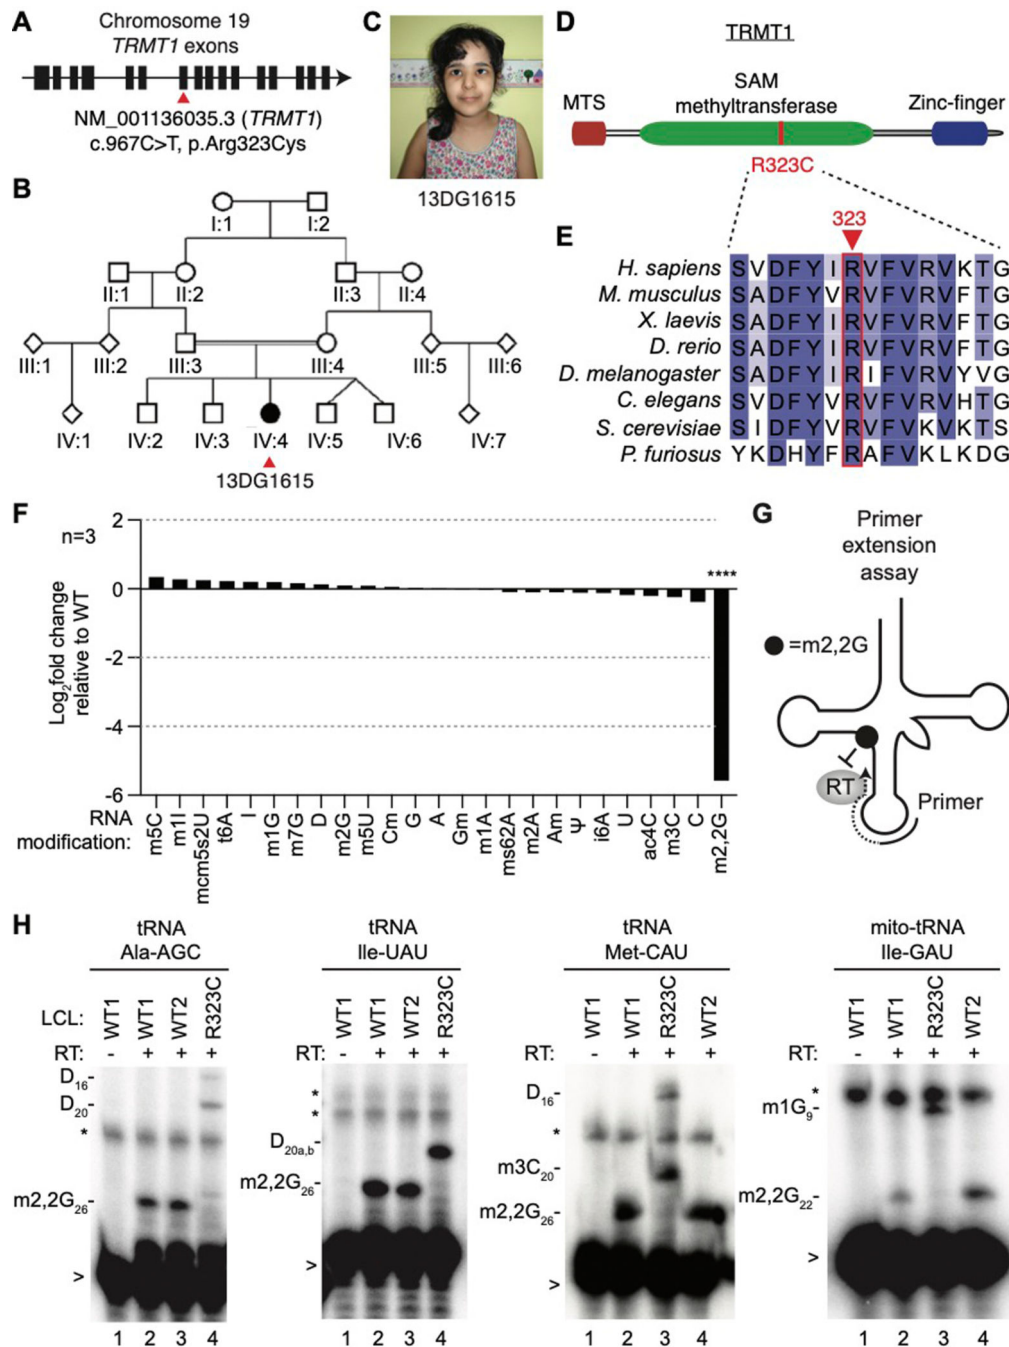 A
Chromosome 19
TRMT1 exons
NM_001136035.3 (TRMT1)
c.967C>T, p.Arg323Cys
B
I:1
I:2
II:1
II:2
II:3
II:4
III:1
III:2
III:3
III:4
III:5
III:6
IV:1
IV:2
IV:3
IV:4
IV:5
IV:6
IV:7
13DG1615
C
13DG1615
D
TRMT1
SAM
methyltransferase
MTS
Zinc-finger
R323C
E
323
H. sapiens SVDFYIRVFVRVKTG
M. musculus SADFYVRVFVRVFTG
X. laevis SADFYIRVFVRVFTG
D. rerio SADFYIRVFVRVFTG
D. melanogaster SADFYIRIFVRVYVG
C. elegans SVDFYVRVFVRVHTG
S. cerevisiae SIDFYVRVFVKVKTS
P. furiosus YKDHYFRAFVKLKDG
F
n=3
Log2fold change
relative to WT
2
0
-2
-4
-6
****
RNA
modification:
m5C
m1I
mcm5s2U
t6A
I
m1G
m7G
D
m2G
m5U
Cm
G
A
Gm
m1A
ms62A
m2A
Am
Ψ
i6A
U
ac4C
m3C
C
m2,2G
G
Primer
extension
assay
=m2,2G
RT
Primer
H
tRNA
Ala-AGC
LCL: WT1 WT1 WT2 R323C
RT: - + + +
D16-
D20-
*
m2,2G26-
>
1 2 3 4
tRNA
Ile-UAU
WT1 WT1 WT2 R323C
RT: - + + +
*
*
D20a,b-
m2,2G26-
>
1 2 3 4
tRNA
Met-CAU
WT1 WT1 R323C WT2
RT: - + + +
D16-
*
m3C20-
m2,2G26-
>
1 2 3 4
mito-tRNA
Ile-GAU
WT1 WT1 R323C WT2
RT: - + + +
*
m1G9-
m2,2G22-
>
1 2 3 4